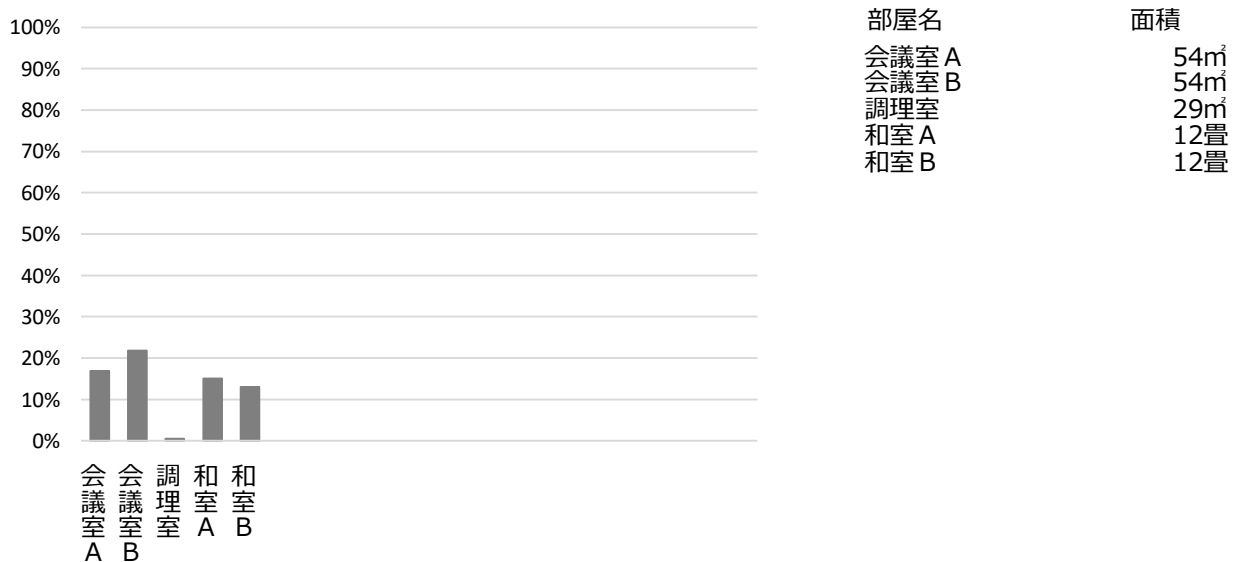 100%
90%
80%
70%
60%
50%
40%
30%
20%
10%
0%
会議室A
会議室B
調理室
和室A
和室B
部屋名 面積
会議室A 54㎡
会議室B 54㎡
調理室 29㎡
和室A 12畳
和室B 12畳